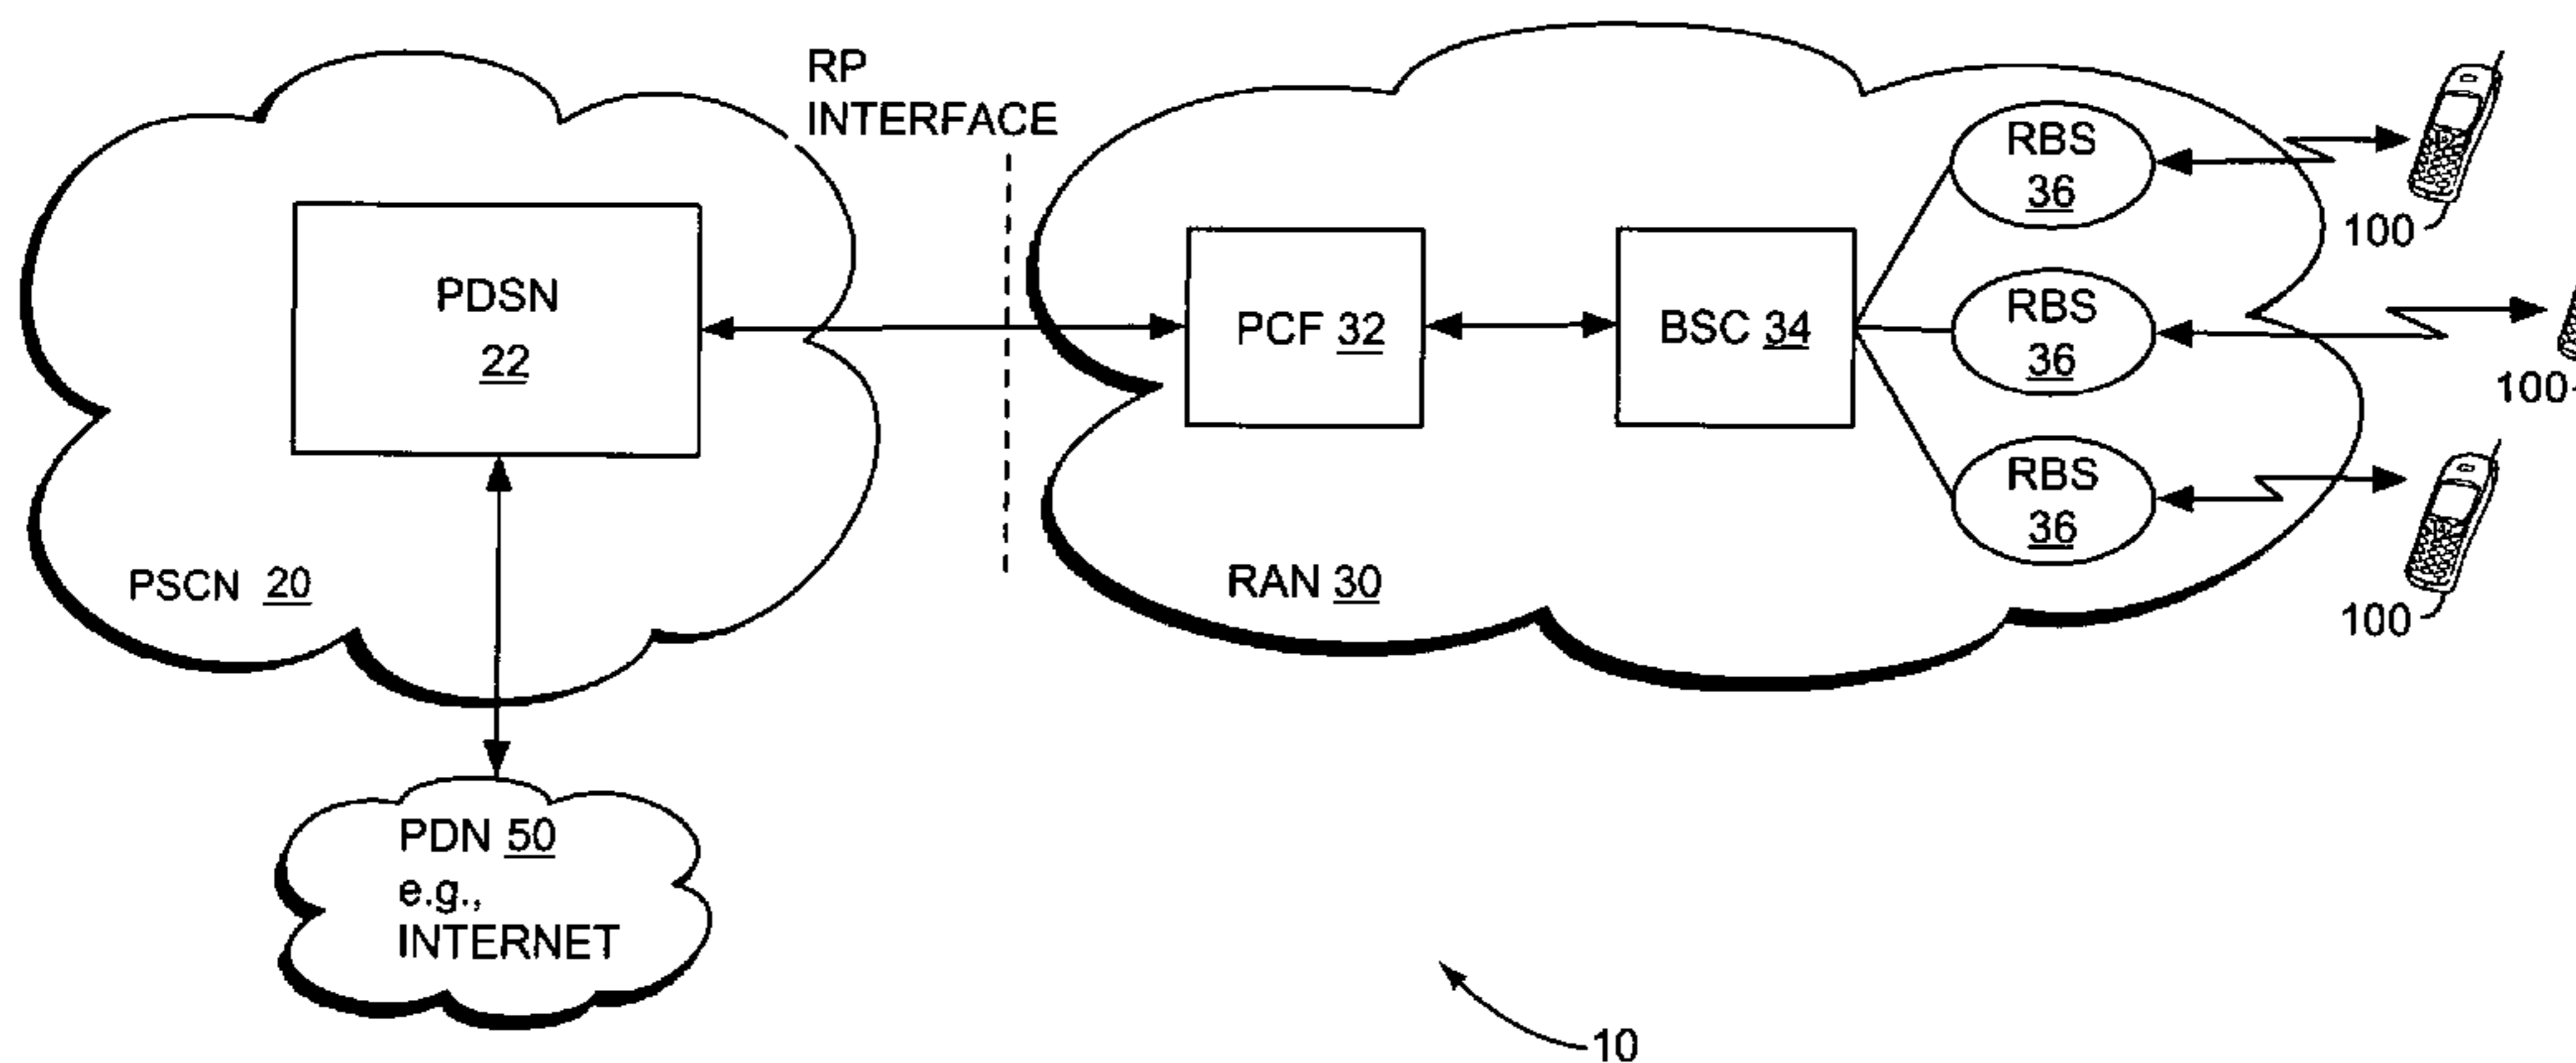 RP
INTERFACE
PDSN
22
PSCN 20
PDN 50
e.g.,
INTERNET
PCF 32
BSC 34
RBS
36
RBS
36
RBS
36
RAN 30
100
100
100
10